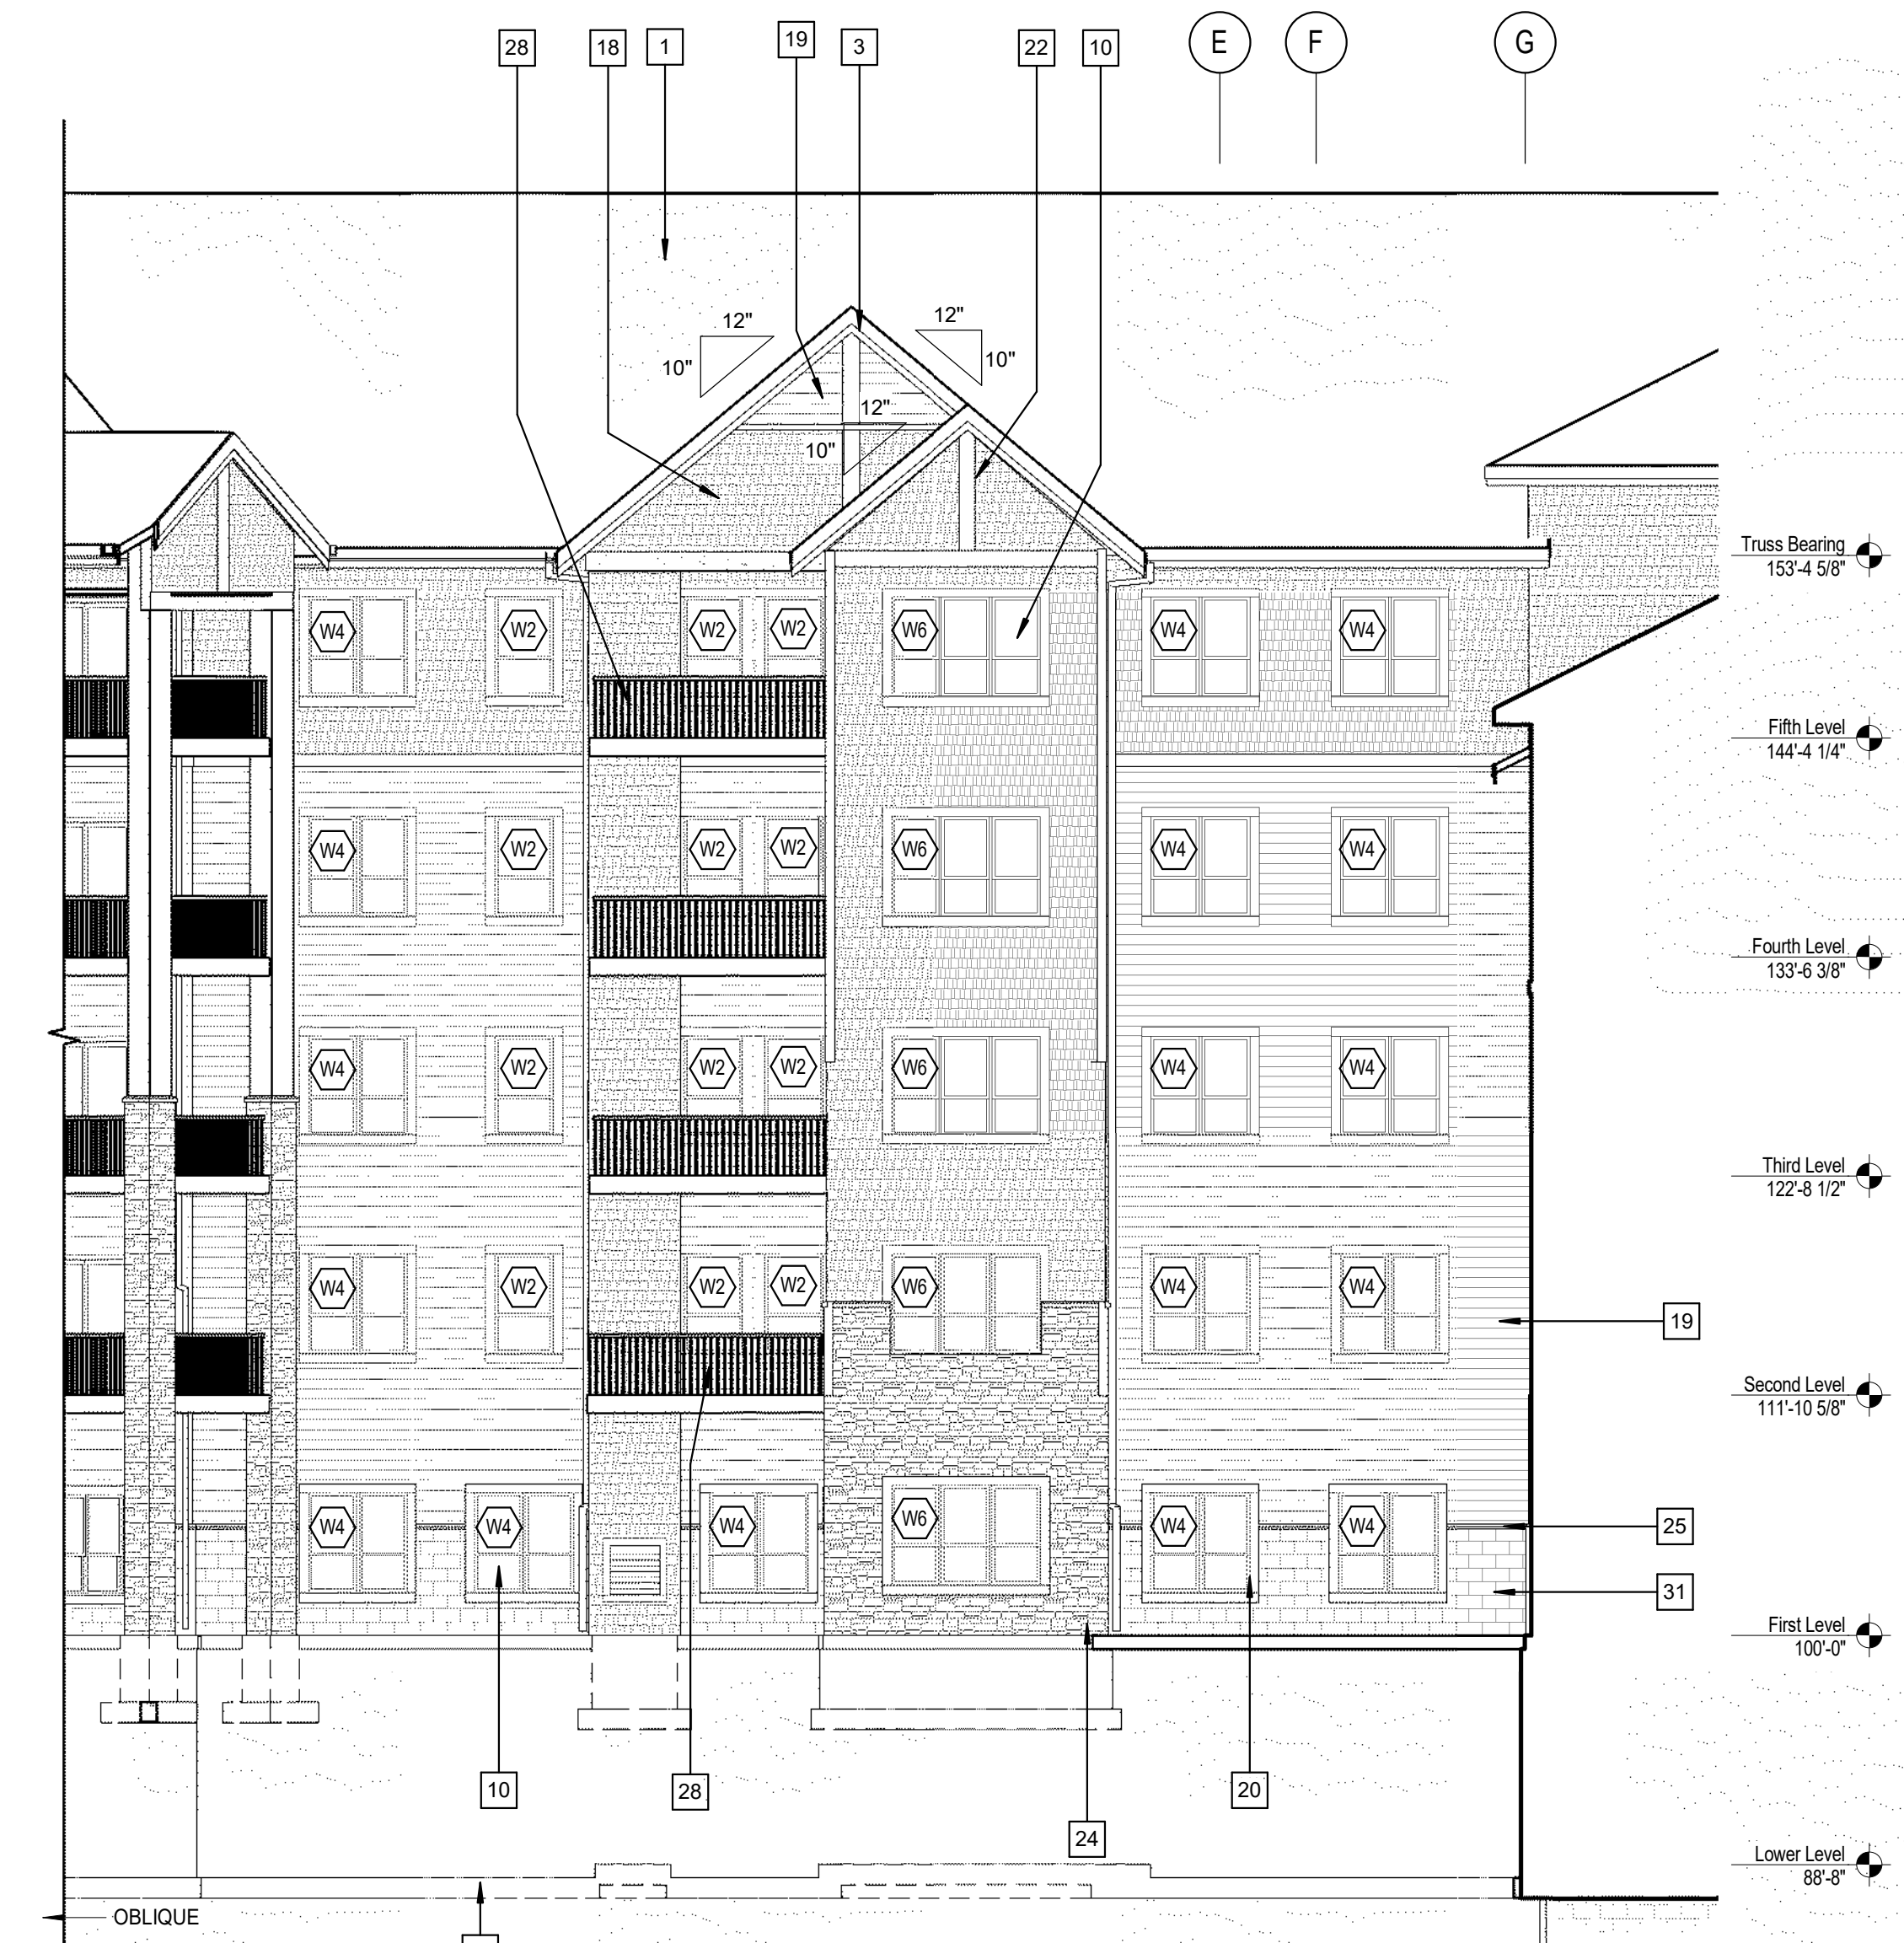 28 18 1 19 3 22 10 E F G
12" 12"
10" 10"
12"
10"
Truss Bearing
153'-4 5/8"
W4 W2 W2 W2 W6 W4 W4
Fifth Level
144'-4 1/4"
W4 W2 W2 W2 W6 W4 W4
Fourth Level
133'-6 3/8"
W4 W2 W2 W2 W6 W4 W4
Third Level
122'-8 1/2"
W4 W2 W2 W2 W6 W4 W4
19
Second Level
111'-10 5/8"
W4 W4 W4 W6 W4 W4
25
31
First Level
100'-0"
10 28 20
24
Lower Level
88'-8"
OBLIQUE